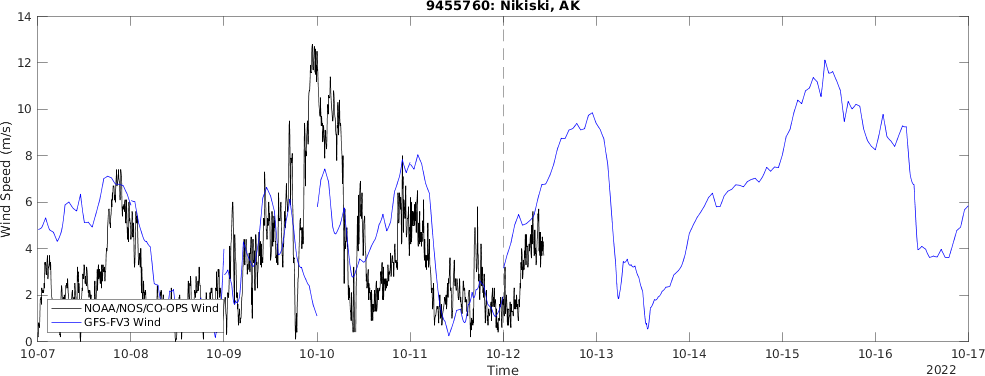 9455760: Nikiski, AK
Wind Speed (m/s)
14
12
10
8
6
4
2
0
NOAA/NOS/CO-OPS Wind
GFS-FV3 Wind
10-07 10-08 10-09 10-10 10-11 10-12 10-13 10-14 10-15 10-16 10-17
Time
2022